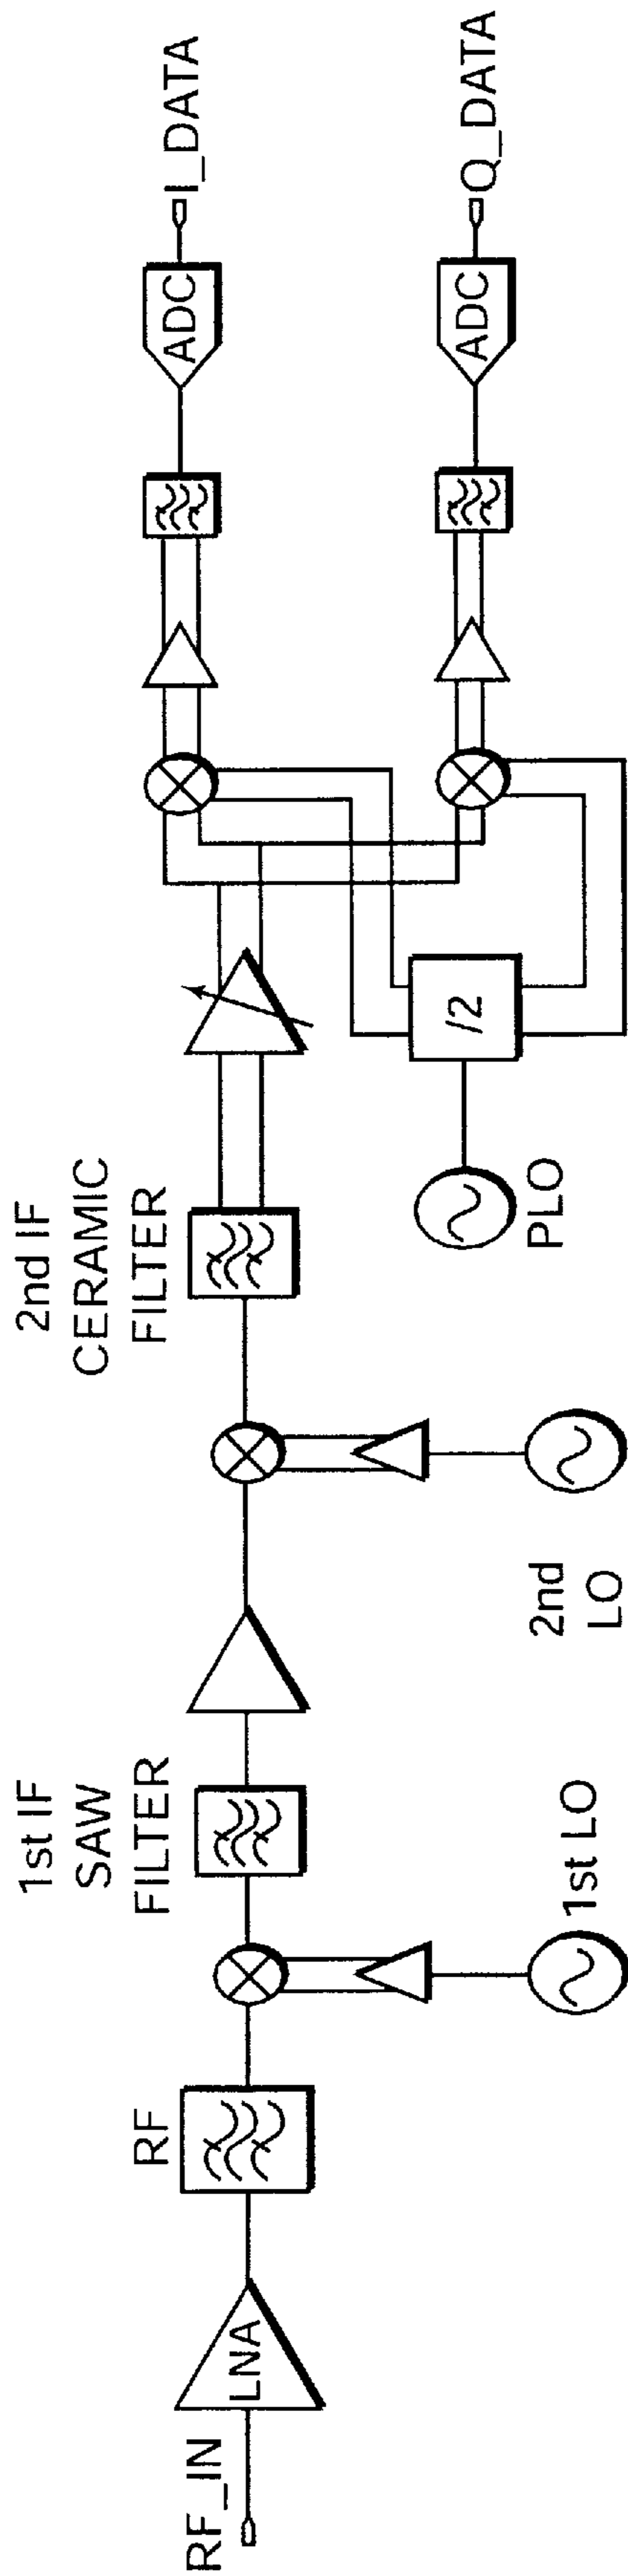 RF_IN
LNA
RF
1st IF
SAW
FILTER
1st LO
2nd
LO
2nd IF
CERAMIC
FILTER
PLO
/2
ADC
I_DATA
ADC
Q_DATA